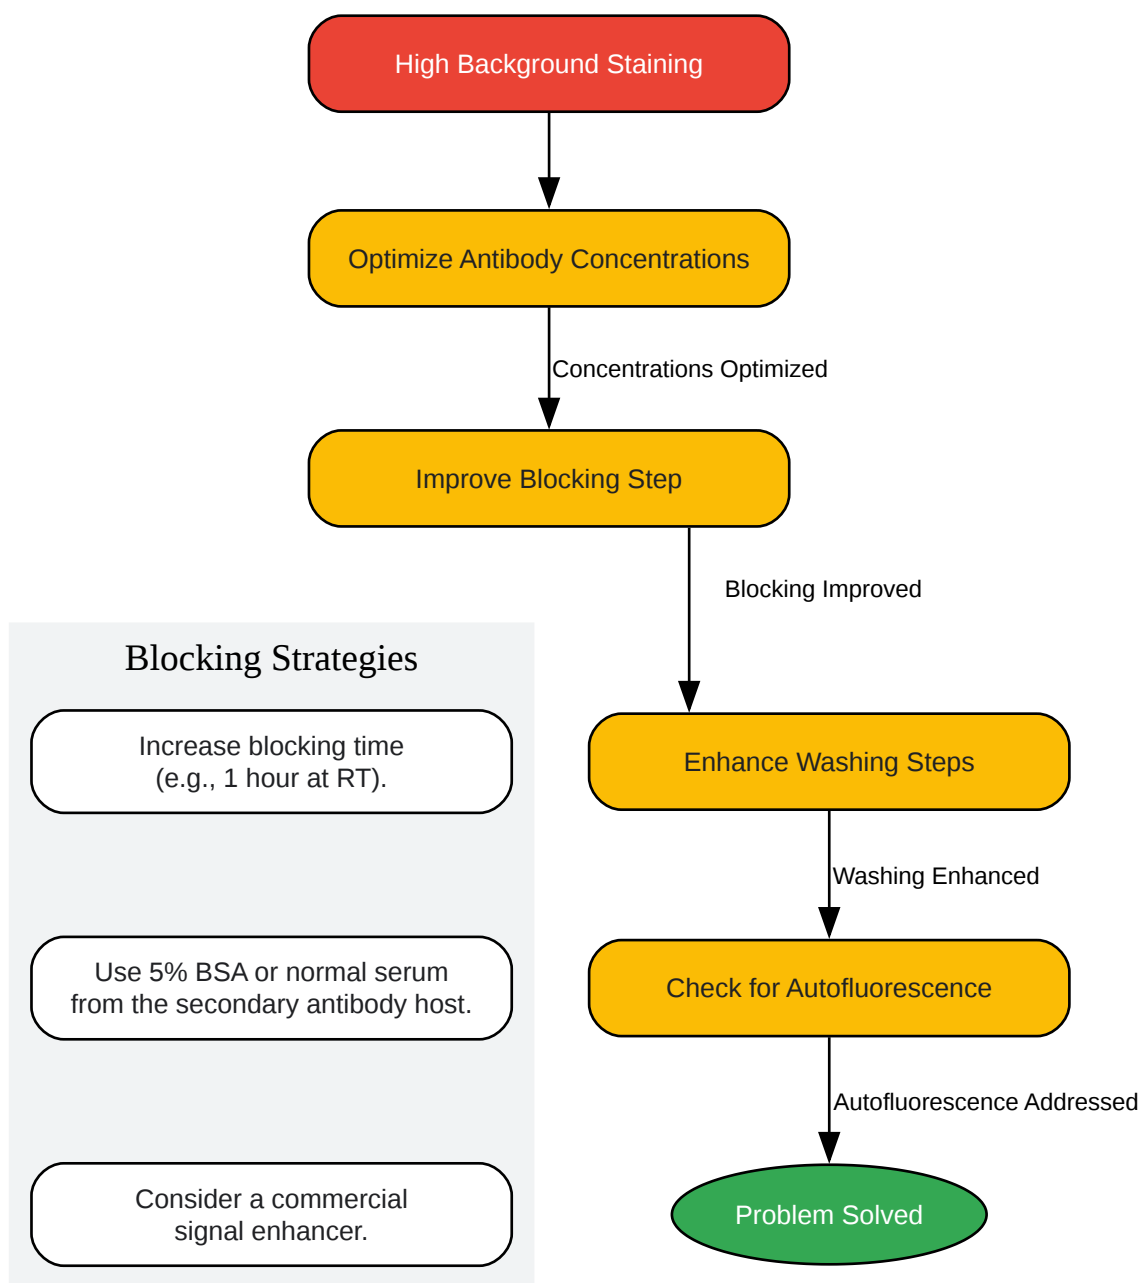 High Background Staining
Optimize Antibody Concentrations
Concentrations Optimized
Improve Blocking Step
Blocking Improved
Blocking Strategies
Increase blocking time
(e.g., 1 hour at RT).
Use 5% BSA or normal serum
from the secondary antibody host.
Consider a commercial
signal enhancer.
Enhance Washing Steps
Washing Enhanced
Check for Autofluorescence
Autofluorescence Addressed
Problem Solved